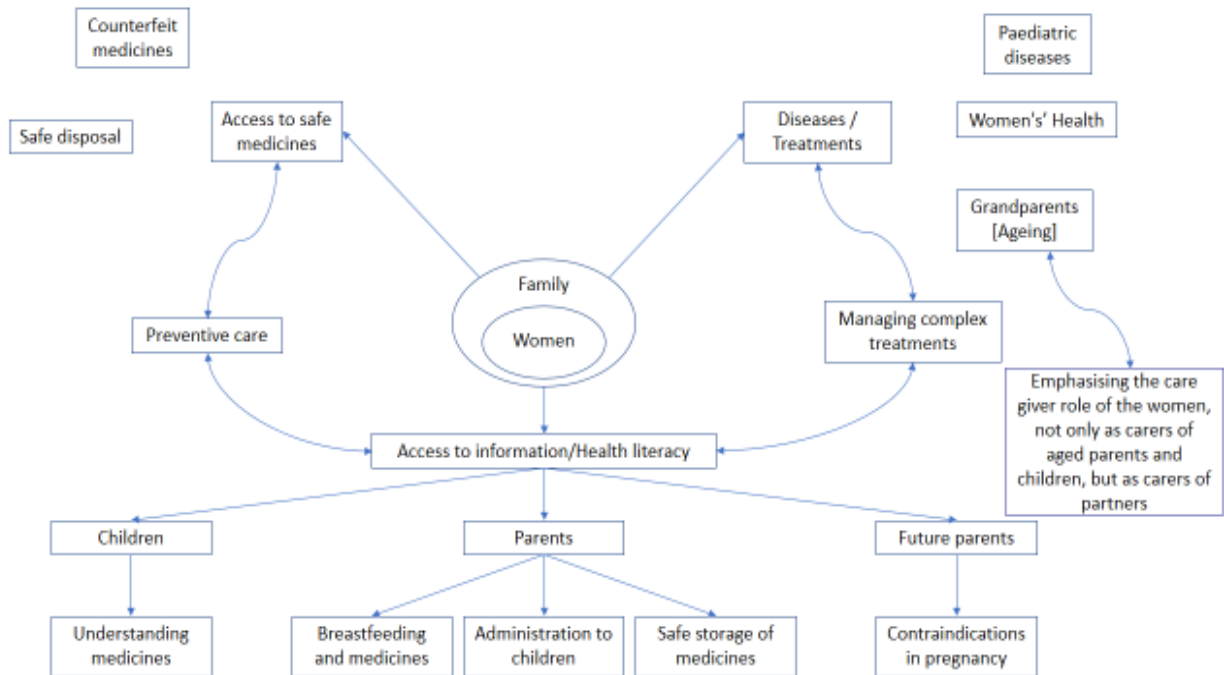 Counterfeit
medicines
Paediatric
diseases
Safe disposal
Access to safe
medicines
Diseases /
Treatments
Women's' Health
Grandparents
[Ageing]
Family
Women
Preventive care
Managing complex
treatments
Emphasising the care
giver role of the women,
not only as carers of
aged parents and
children, but as carers of
partners
Access to information/Health literacy
Children
Parents
Future parents
Understanding
medicines
Breastfeeding
and medicines
Administration to
children
Safe storage of
medicines
Contraindications
in pregnancy